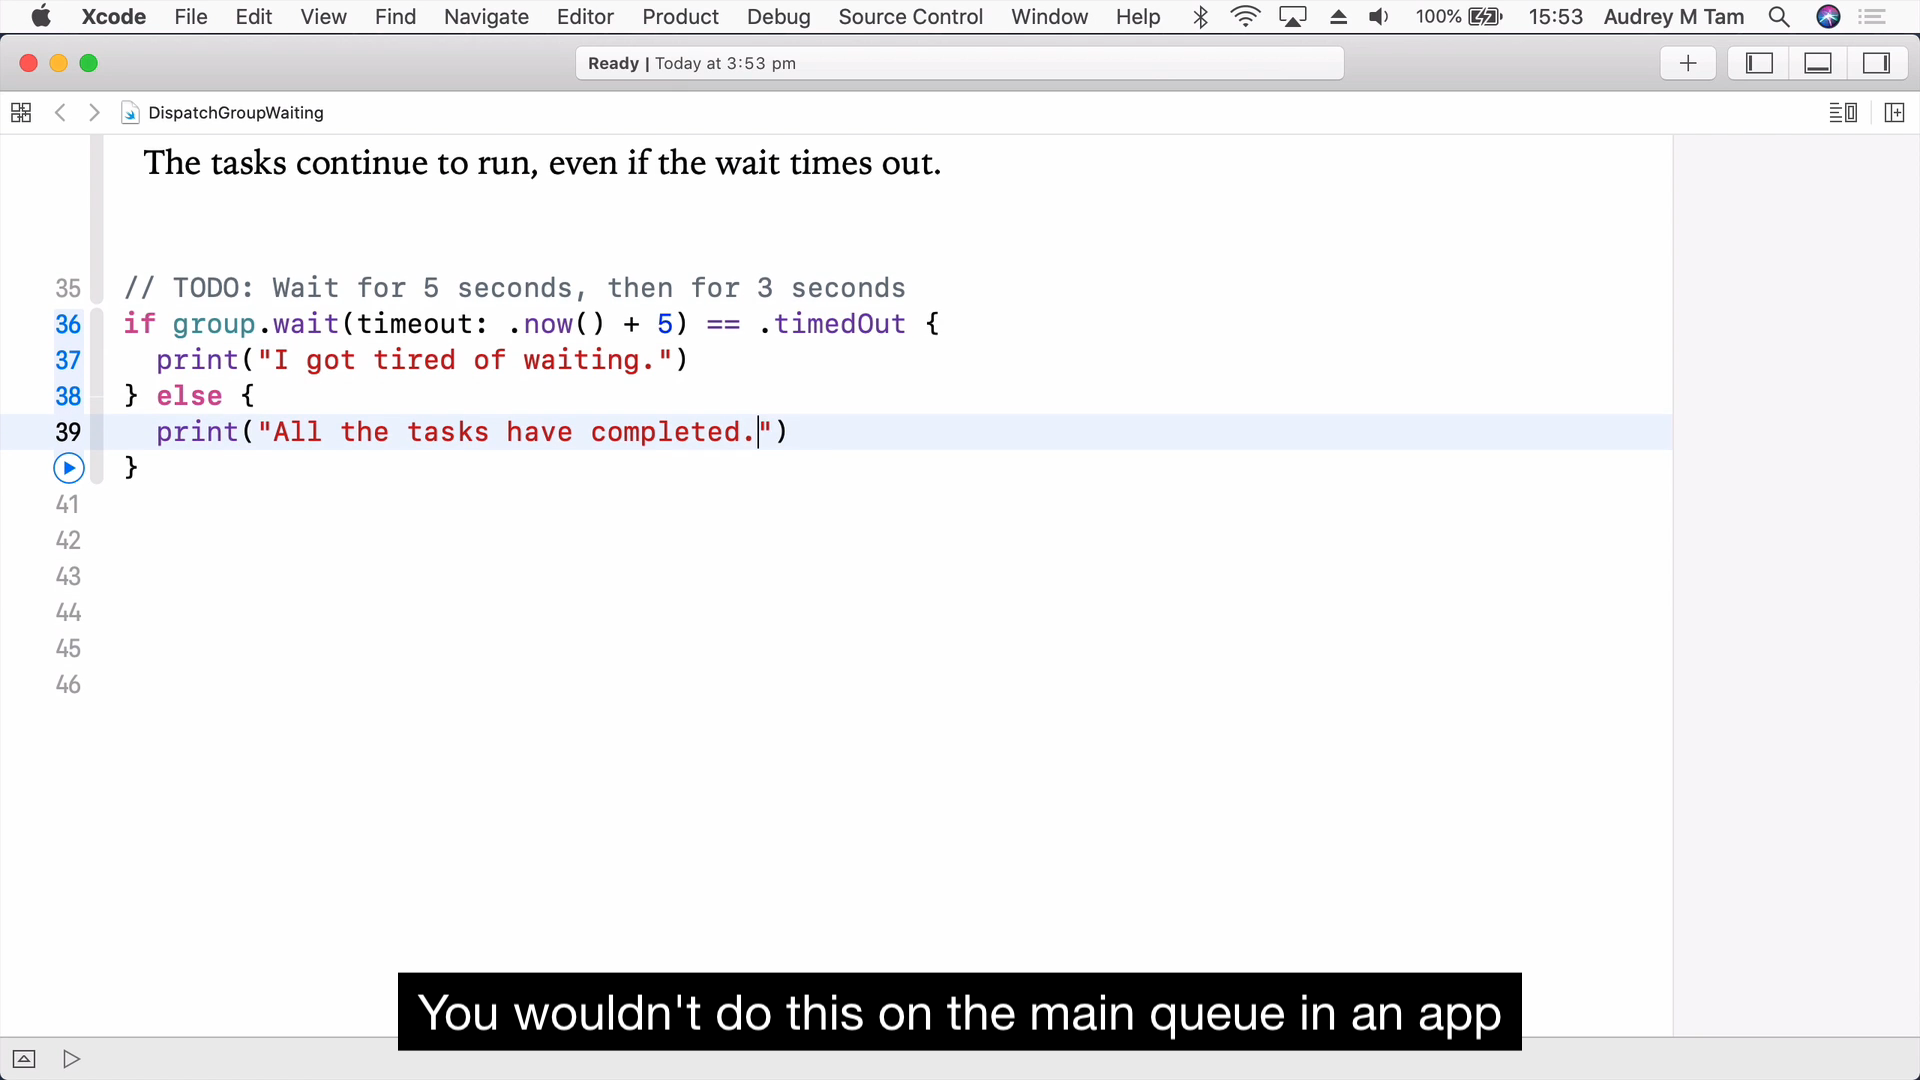 Xcode File Edit View Find Navigate Editor Product Debug Source Control Window Help 100% 15:53 Audrey M Tam
Ready | Today at 3:53 pm
DispatchGroupWaiting
The tasks continue to run, even if the wait times out.
35 // TODO: Wait for 5 seconds, then for 3 seconds
36 if group.wait(timeout: .now() + 5) == .timedOut {
37 print("I got tired of waiting.")
38 } else {
39 print("All the tasks have completed.")
}
41
42
43
44
45
46
You wouldn't do this on the main queue in an app